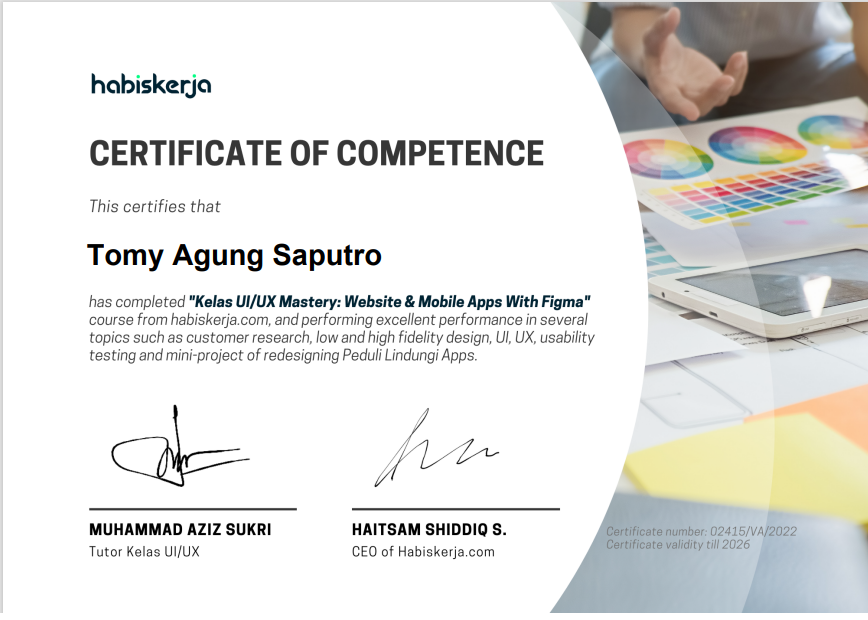 habiskerja
CERTIFICATE OF COMPETENCE
This certifies that
Tomy Agung Saputro
has completed "Kelas UI/UX Mastery: Website & Mobile Apps With Figma"
course from habiskerja.com, and performing excellent performance in several
topics such as customer research, low and high fidelity design, UI, UX, usability
testing and mini-project of redesigning Peduli Lindungi Apps.
MUHAMMAD AZIZ SUKRI
Tutor Kelas UI/UX
HAITSAM SHIDDIQ S.
CEO of Habiskerja.com
Certificate number: 02415/VA/2022
Certificate validity till 2026